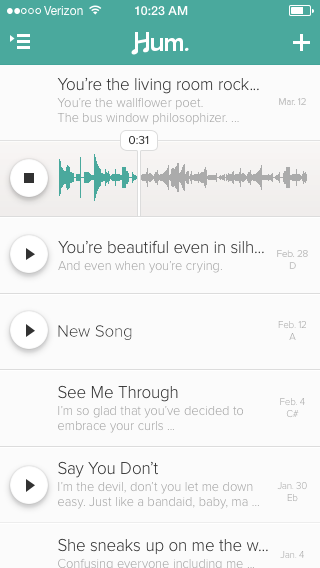 Verizon 10:23 AM
Hum.
You're the living room rock...
You're the wallflower poet.
The bus window philosophizer. ...
Mar. 12
0:31
You're beautiful even in silh...
And even when you're crying.
Feb. 28
D
New Song
Feb. 12
A
See Me Through
I'm so glad that you've decided to
embrace your curls ...
Feb. 4
C#
Say You Don't
I'm the devil, don't you let me down
easy. Just like a bandaid, baby, ma ...
Jan. 30
Eb
She sneaks up on me the w...
Confusing everyone including me ...
Jan. 4